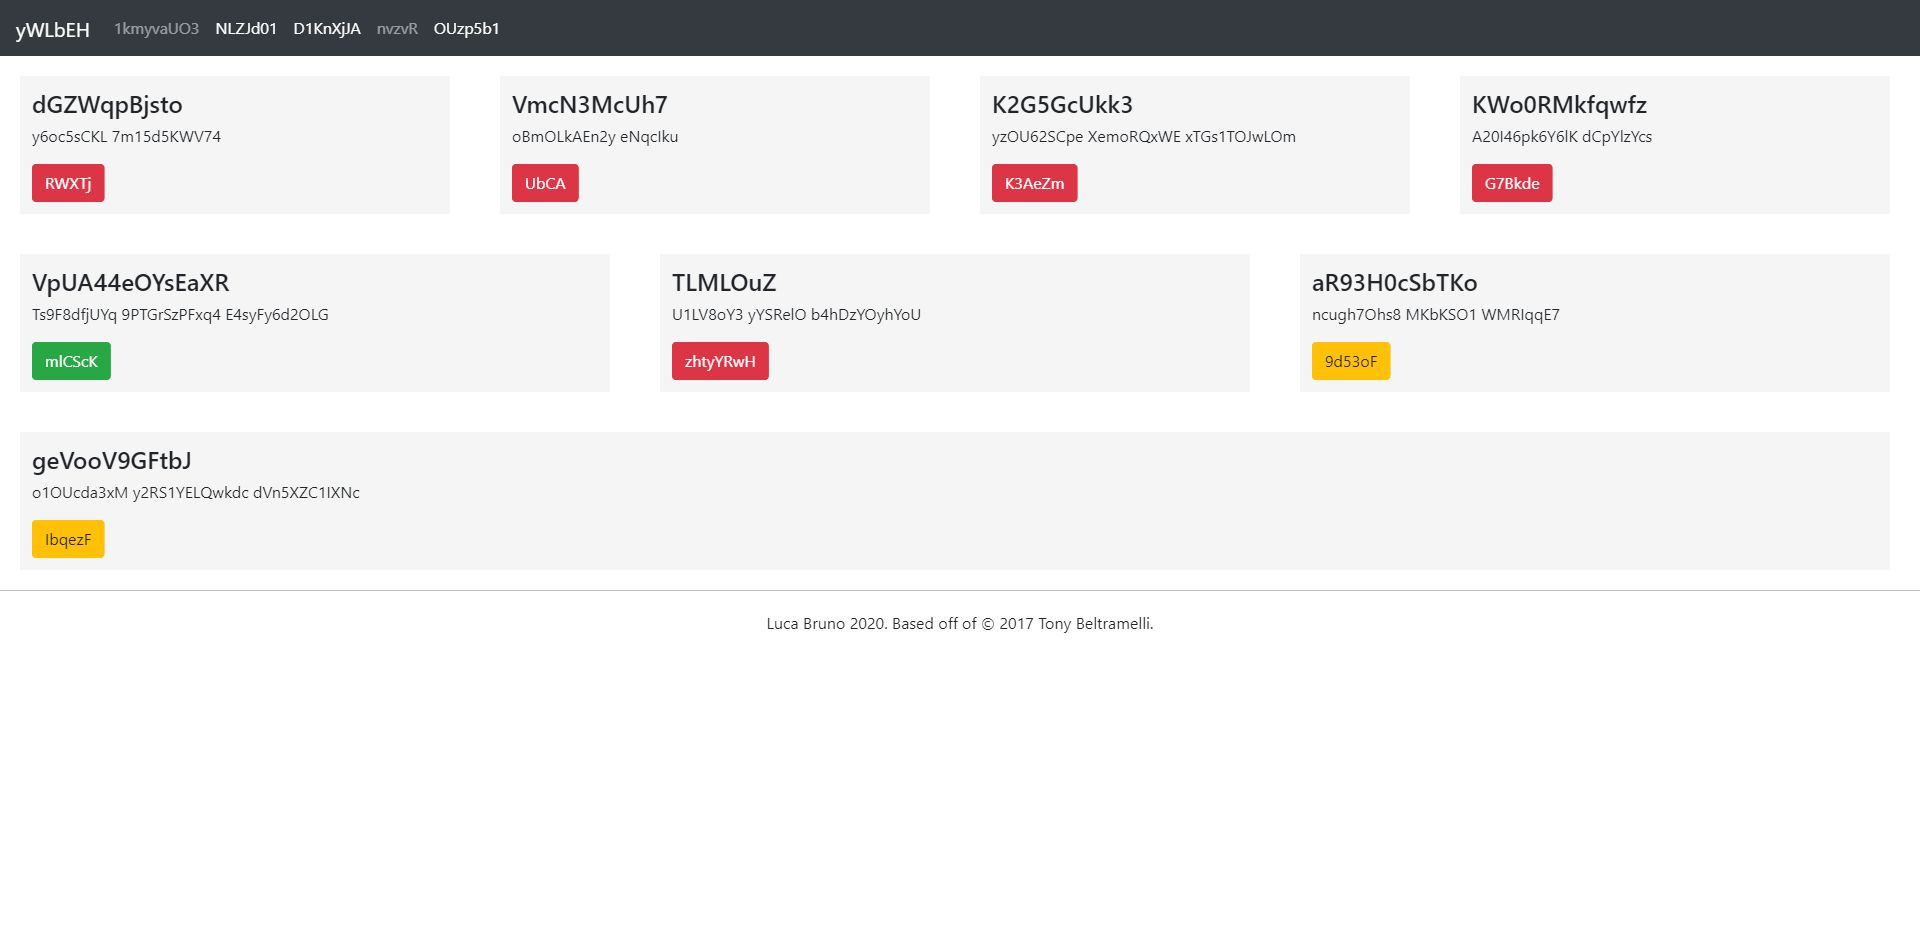 yWLbEH 1kmyvaUO3 NLZJd01 D1KnXjJA nvzvR OUzp5b1
dGZWqpBjsto
y6oc5sCKL 7m15d5KWV74
RWXTj
VmcN3McUh7
oBmOLkAEn2y eNqcIku
UbCA
K2G5GcUkk3
yzOU62SCpe XemoRQxWE xTGs1TOJwLOm
K3AeZm
KWo0RMkfqwfz
A20I46pk6Y6lK dCpYlzYcs
G7Bkde
VpUA44eOYsEaXR
Ts9F8dfjUYq 9PTGrSzPFxq4 E4syFy6d2OLG
mlCScK
TLMLOuZ
U1LV8oY3 yYSRelO b4hDzYOyhYoU
zhtyYRwH
aR93H0cSbTKo
ncugh7Ohs8 MKbKSO1 WMRIqqE7
9d53oF
geVooV9GFtbJ
o1OUcda3xM y2RS1YELQwkdc dVn5XZC1IXNc
IbqezF
Luca Bruno 2020. Based off of © 2017 Tony Beltramelli.